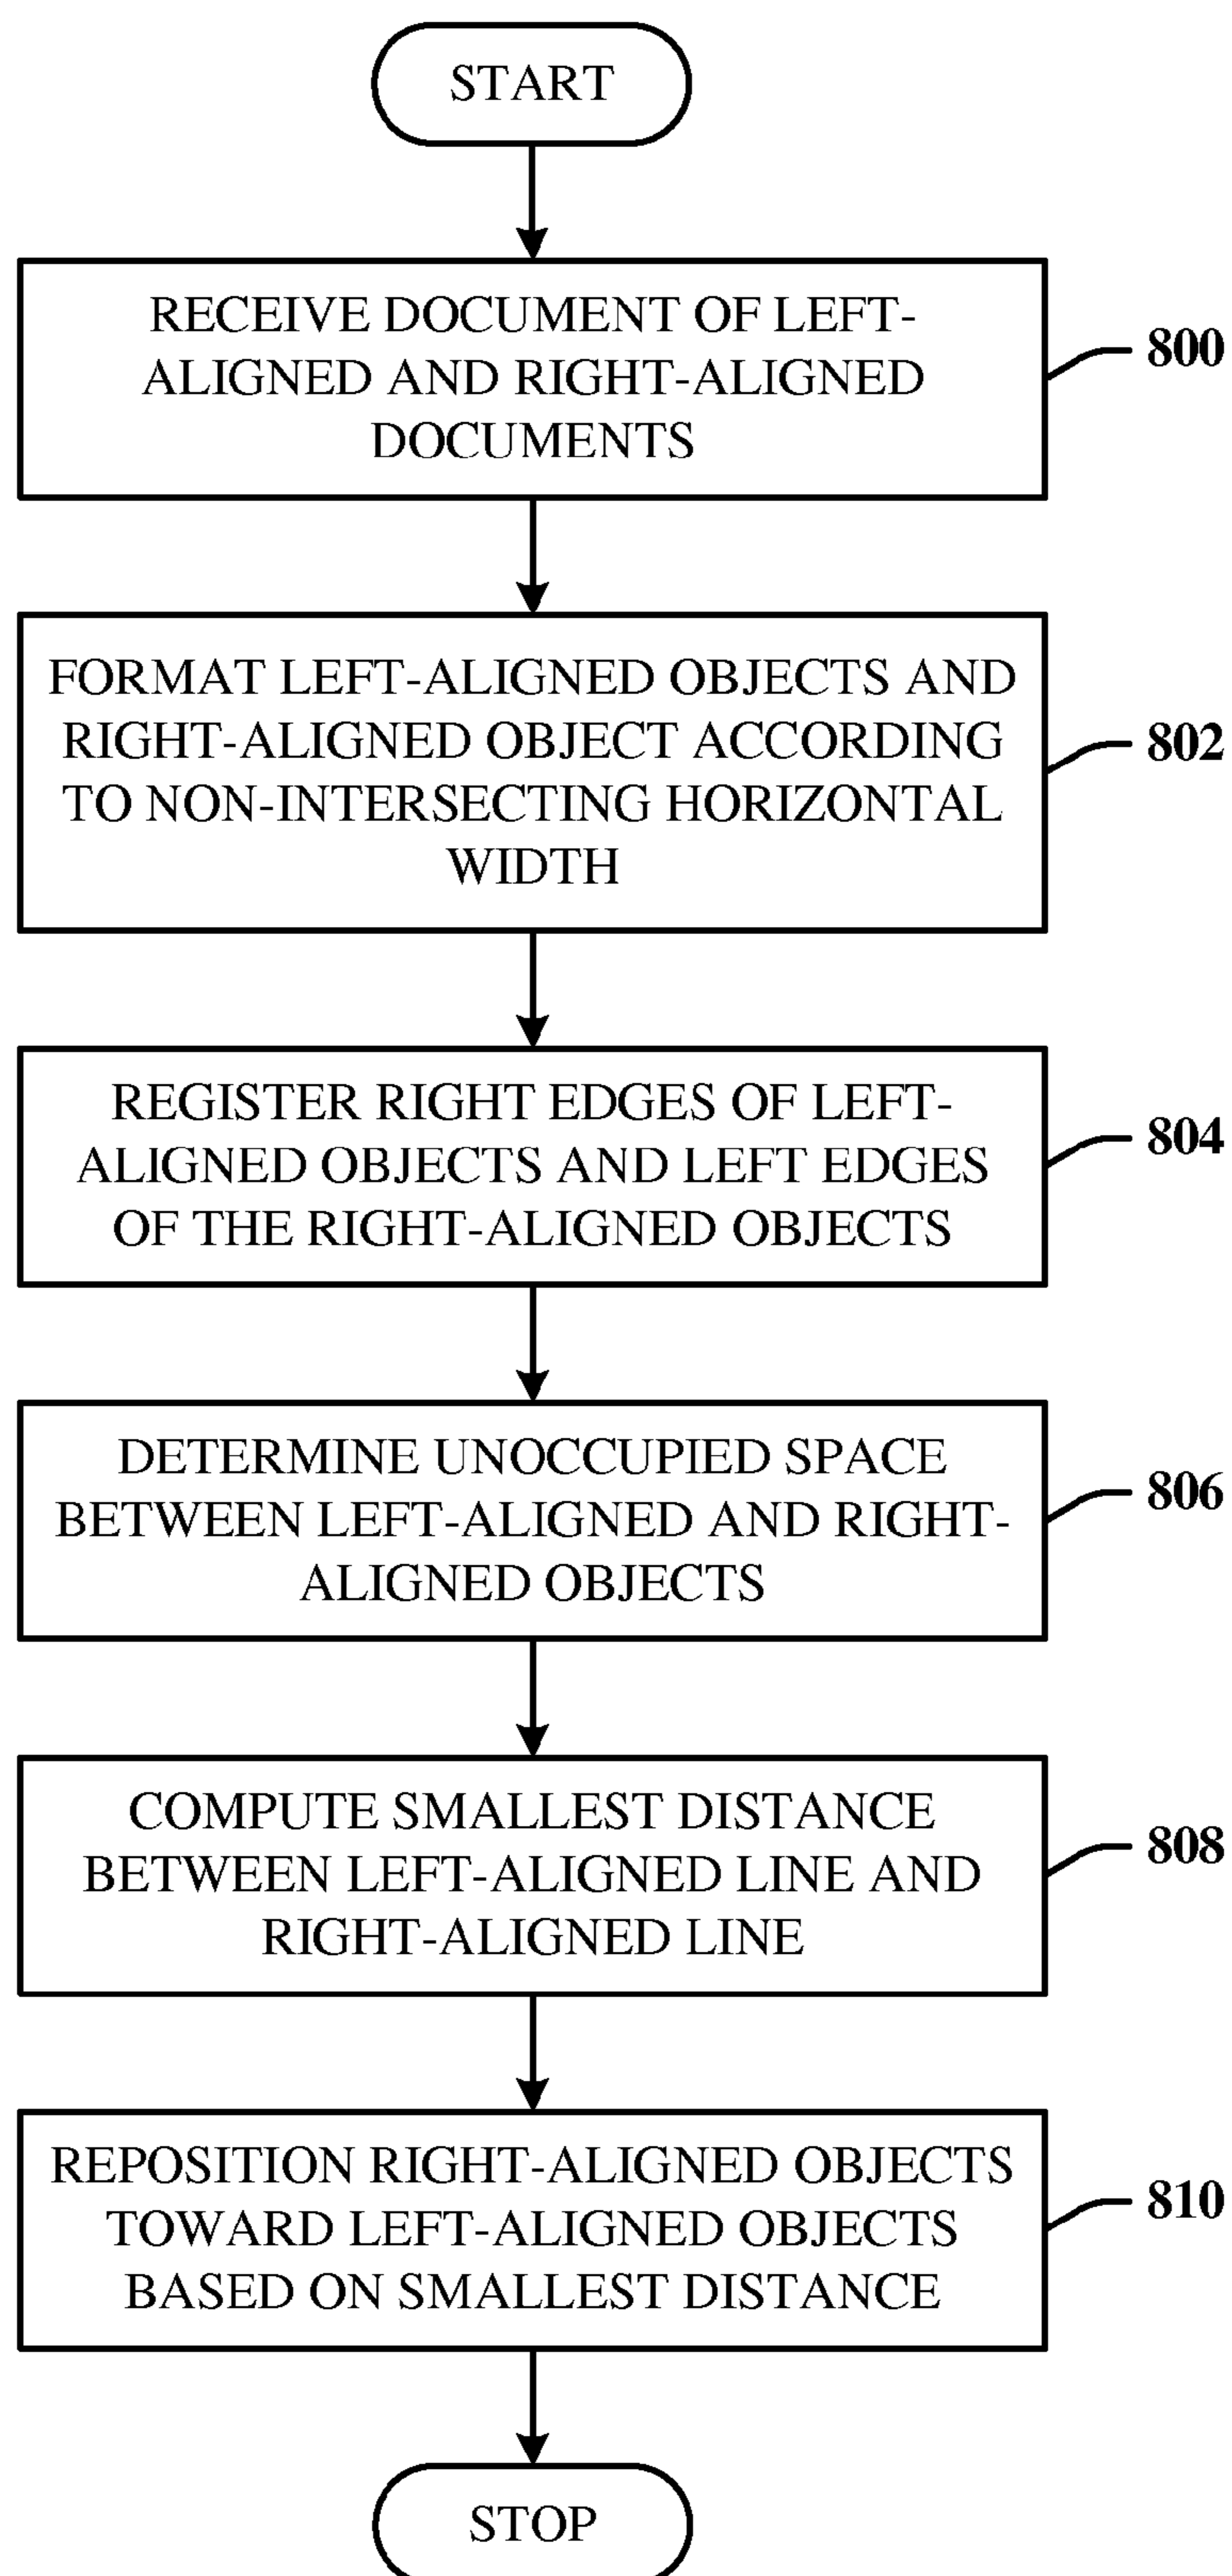 START
RECEIVE DOCUMENT OF LEFT-
ALIGNED AND RIGHT-ALIGNED
DOCUMENTS
800
FORMAT LEFT-ALIGNED OBJECTS AND
RIGHT-ALIGNED OBJECT ACCORDING
TO NON-INTERSECTING HORIZONTAL
WIDTH
802
REGISTER RIGHT EDGES OF LEFT-
ALIGNED OBJECTS AND LEFT EDGES
OF THE RIGHT-ALIGNED OBJECTS
804
DETERMINE UNOCCUPIED SPACE
BETWEEN LEFT-ALIGNED AND RIGHT-
ALIGNED OBJECTS
806
COMPUTE SMALLEST DISTANCE
BETWEEN LEFT-ALIGNED LINE AND
RIGHT-ALIGNED LINE
808
REPOSITION RIGHT-ALIGNED OBJECTS
TOWARD LEFT-ALIGNED OBJECTS
BASED ON SMALLEST DISTANCE
810
STOP